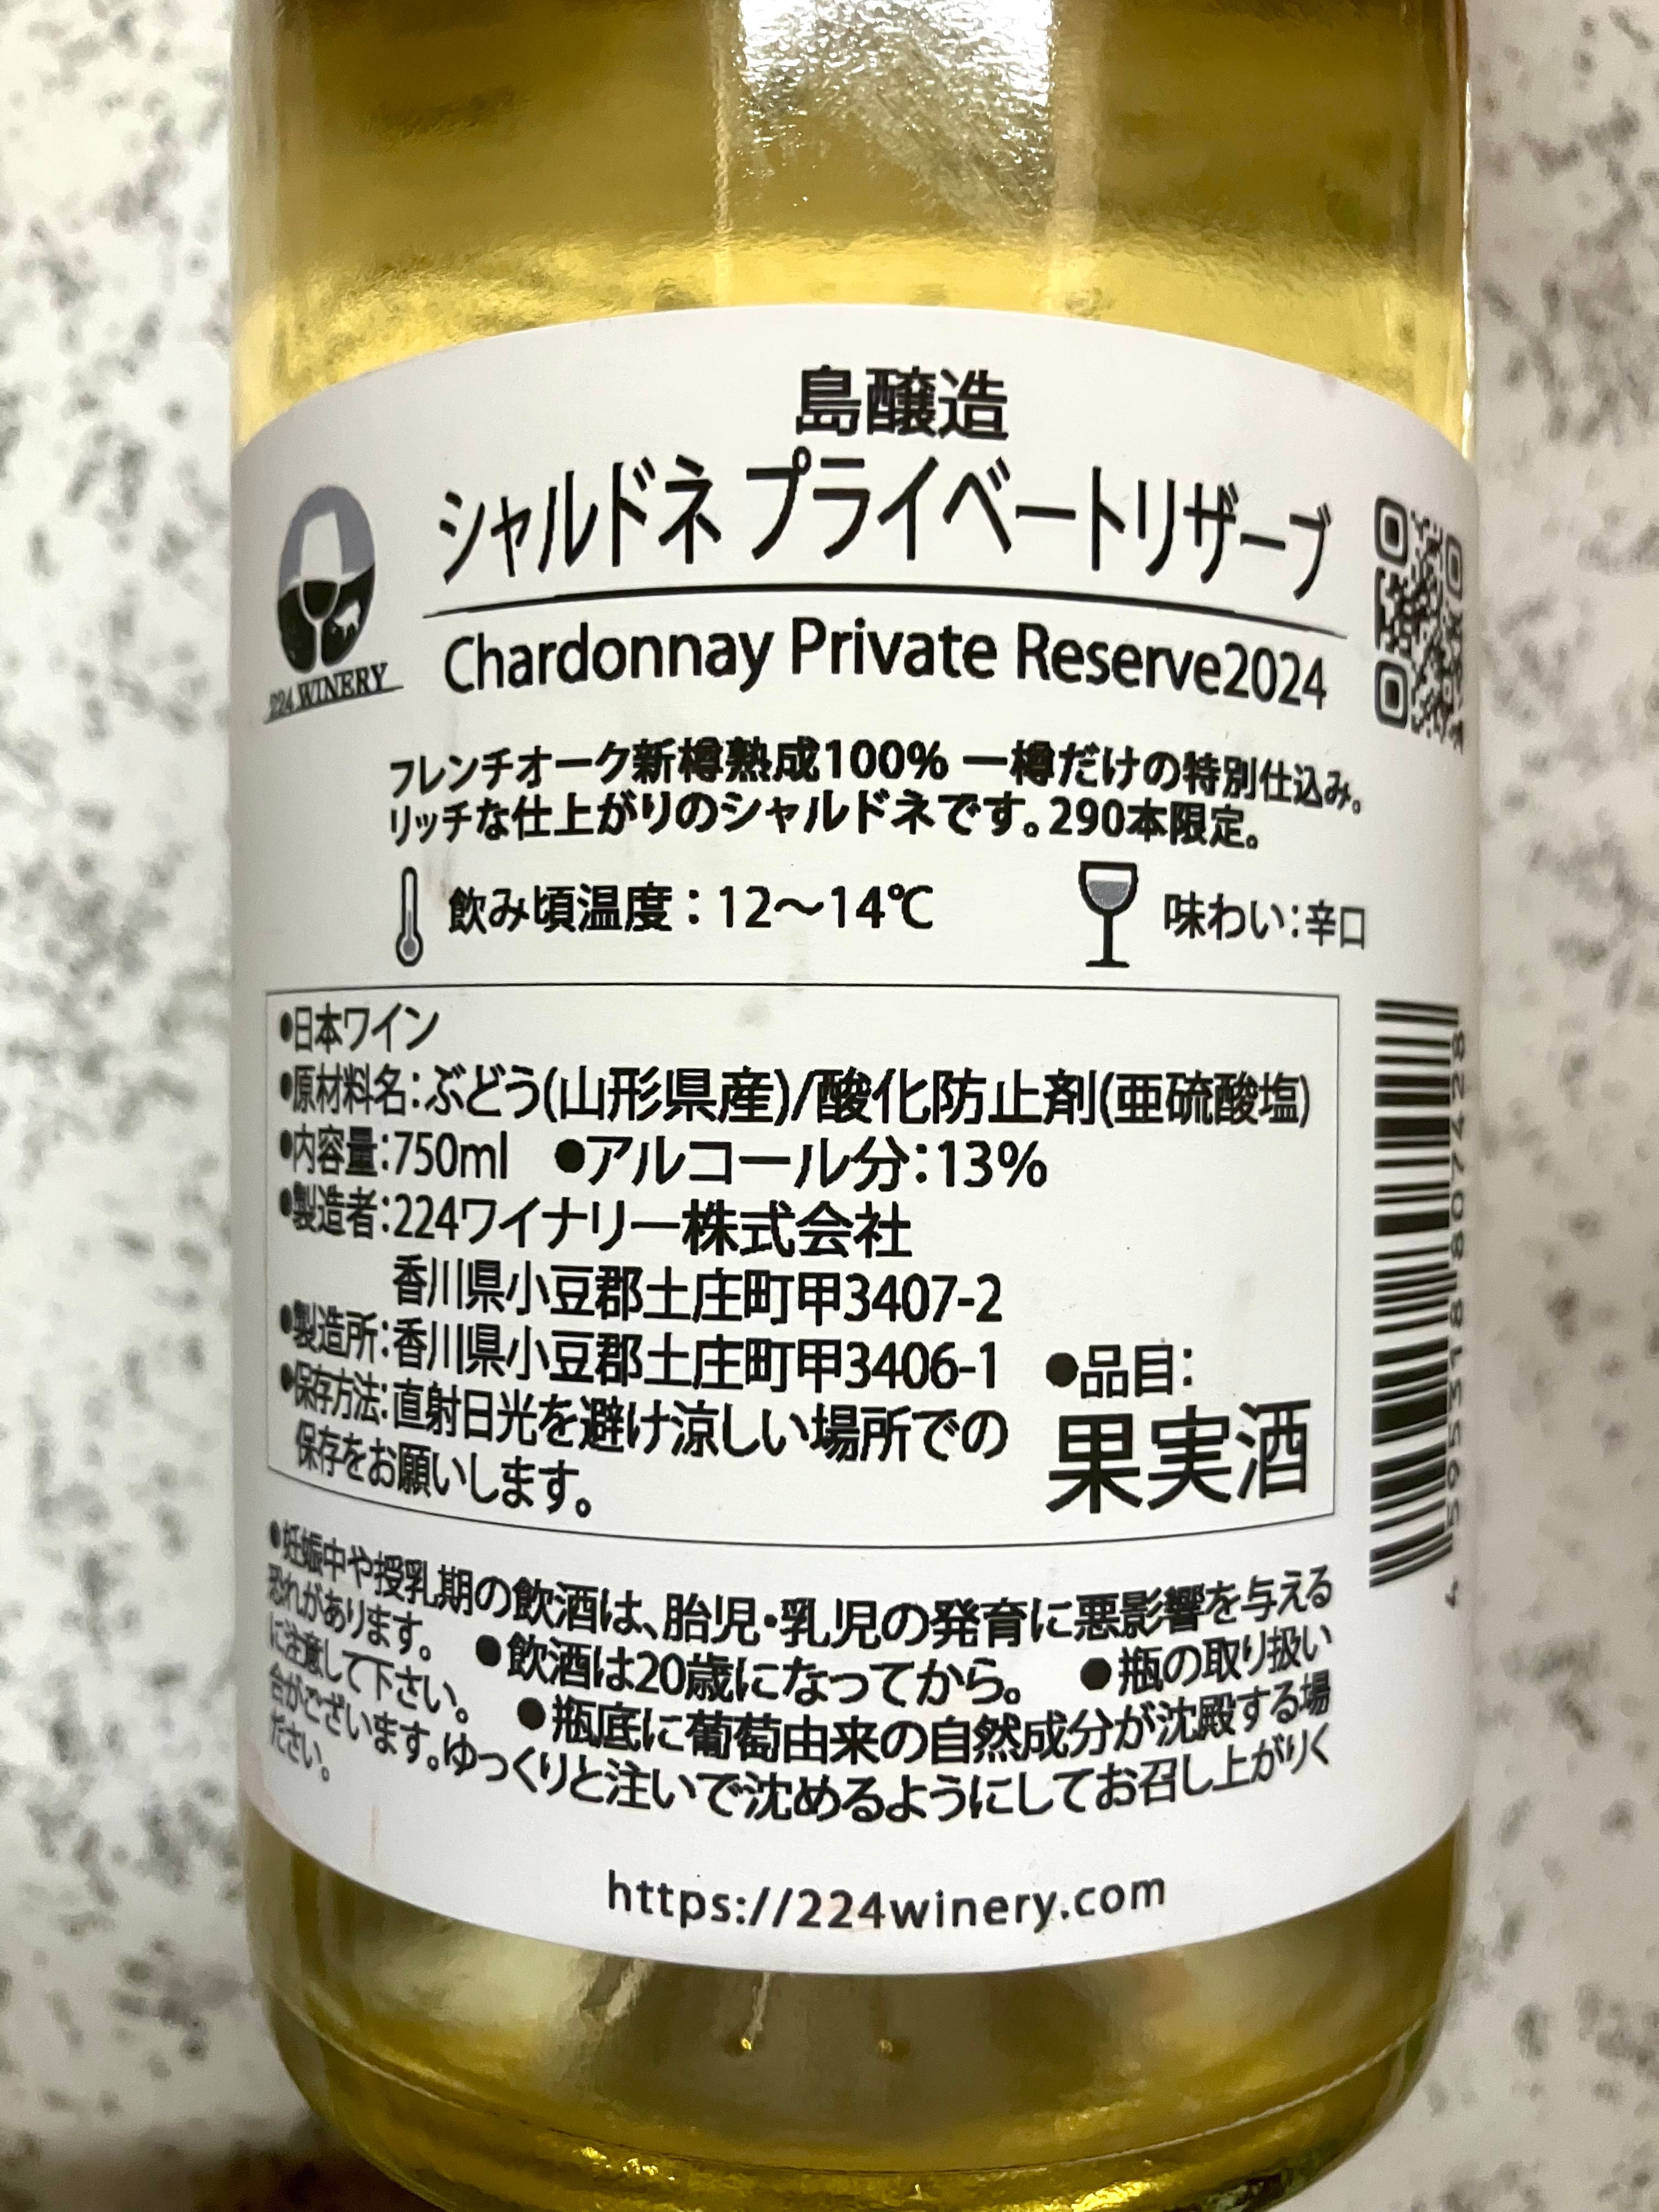 島醸造
シャルドネ プライベートリザーブ
Chardonnay Private Reserve2024
224 WINERY
フレンチオーク新樽熟成100% 一樽だけの特別仕込み。
リッチな仕上がりのシャルドネです。290本限定。
飲み頃温度：12～14℃
味わい：辛口
●日本ワイン
●原材料名：ぶどう(山形県産)/酸化防止剤(亜硫酸塩)
●内容量：750ml ●アルコール分：13%
●製造者：224ワイナリー株式会社
香川県小豆郡土庄町甲3407-2
●製造所：香川県小豆郡土庄町甲3406-1
●保存方法：直射日光を避け涼しい場所での
保存をお願いします。
●品目：
果実酒
4 595318 807428
●妊娠中や授乳期の飲酒は、胎児・乳児の発育に悪影響を与える
恐れがあります。 ●飲酒は20歳になってから。 ●瓶の取り扱い
に注意して下さい。 ●瓶底に葡萄由来の自然成分が沈殿する場
合がございます。ゆっくりと注いで沈めるようにしてお召し上がりく
ださい。
https://224winery.com